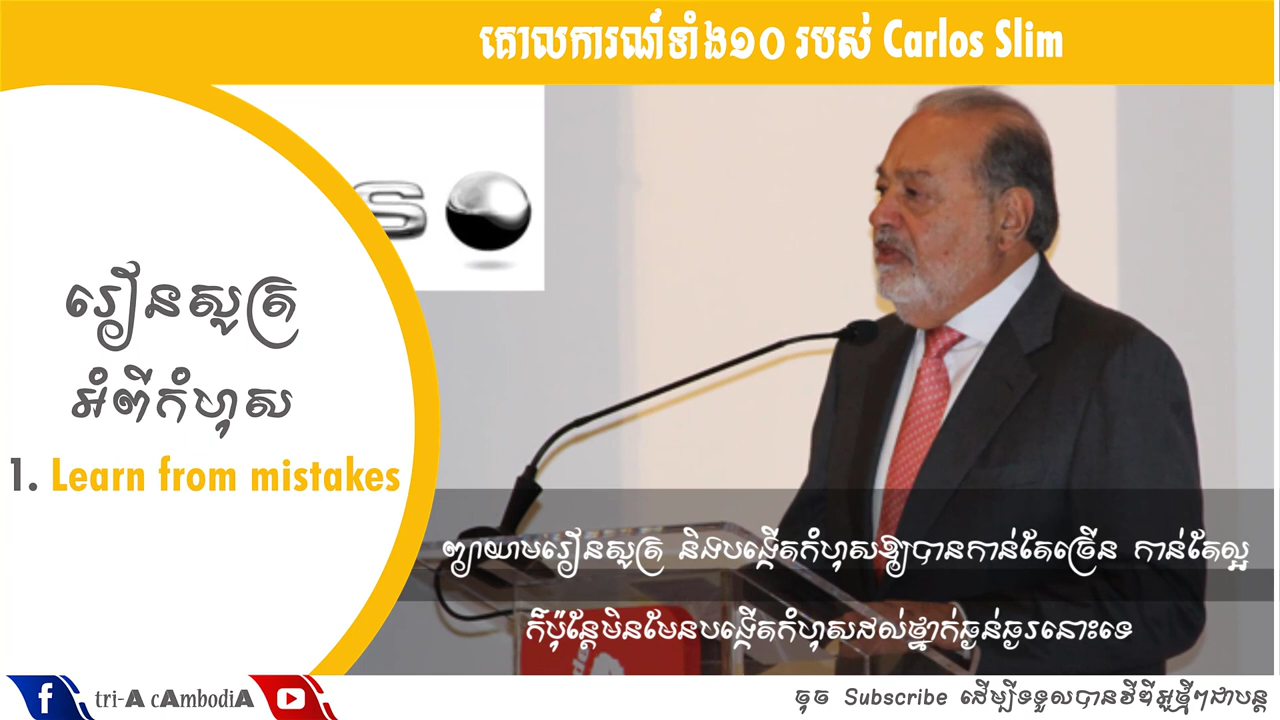 គោលការណ៍ទាំង១០ របស់ Carlos Slim
S
រៀនសូត្រ
អំពីកំហុស
1. Learn from mistakes
ព្យាយាមរៀនសូត្រ និងបង្កើតកំហុសឱ្យបានកាន់តែច្រើន កាន់តែល្អ
ក៏ប៉ុន្តែមិនមែនបង្កើតកំហុសដល់ថ្នាក់ធ្ងន់ធ្ងរនោះទេ
f tri-A cAmbodiA
ចុច Subscribe ដើម្បីទទួលបានវីឌីអូថ្មីៗជាបន្ត